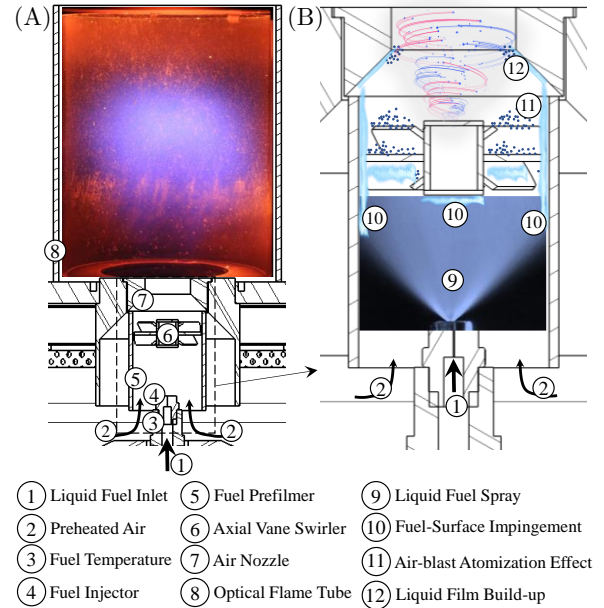 (A)
(B)
12
11
10
10
10
8
9
7
6
5
4
2
3
2
1
2
2
1
1 Liquid Fuel Inlet
5 Fuel Prefilmer
9 Liquid Fuel Spray
2 Preheated Air
6 Axial Vane Swirler
10 Fuel-Surface Impingement
3 Fuel Temperature
7 Air Nozzle
11 Air-blast Atomization Effect
4 Fuel Injector
8 Optical Flame Tube
12 Liquid Film Build-up